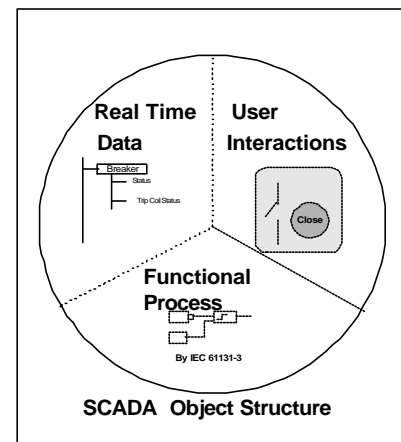 Real Time
Data
Breaker
Status
Trip Coil Status
User
Interactions
Close
Functional
Process
By IEC 61131-3
SCADA Object Structure